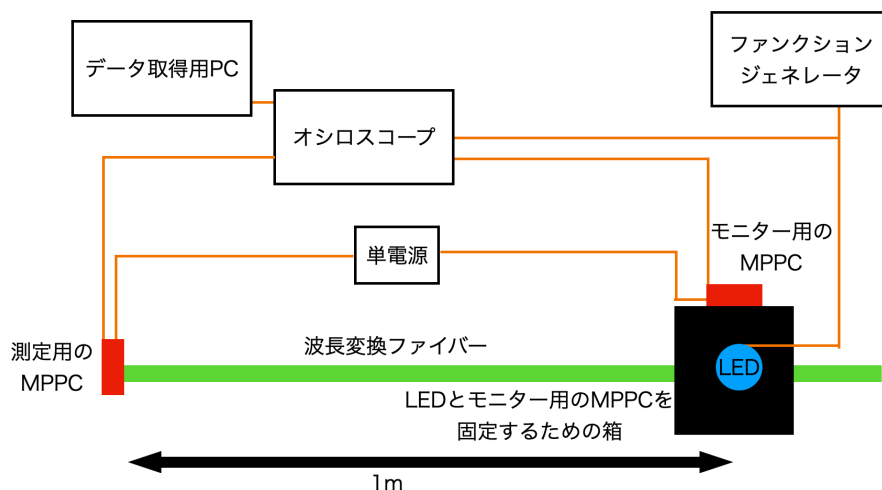 データ取得用PC
オシロスコープ
ファンクション
ジェネレータ
単電源
モニター用の
MPPC
測定用の
MPPC
波長変換ファイバー
LED
LEDとモニター用のMPPCを
固定するための箱
1m